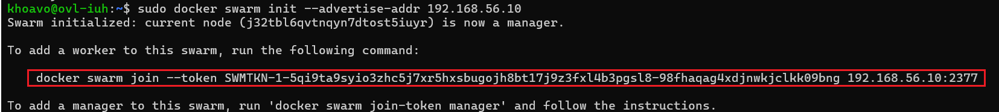 khoavo@ovl-iuh:~$ sudo docker swarm init --advertise-addr 192.168.56.10
Swarm initialized: current node (j32tbl6qvtnqyn7dtost5iuyr) is now a manager.
To add a worker to this swarm, run the following command:
docker swarm join --token SWMTKN-1-5qi9ta9syio3zhc5j7xr5hxsbugojh8bt17j9z3fxl4b3pgsl8-98fhaqag4xdjnwkjclkk09bng 192.168.56.10:2377
To add a manager to this swarm, run 'docker swarm join-token manager' and follow the instructions.